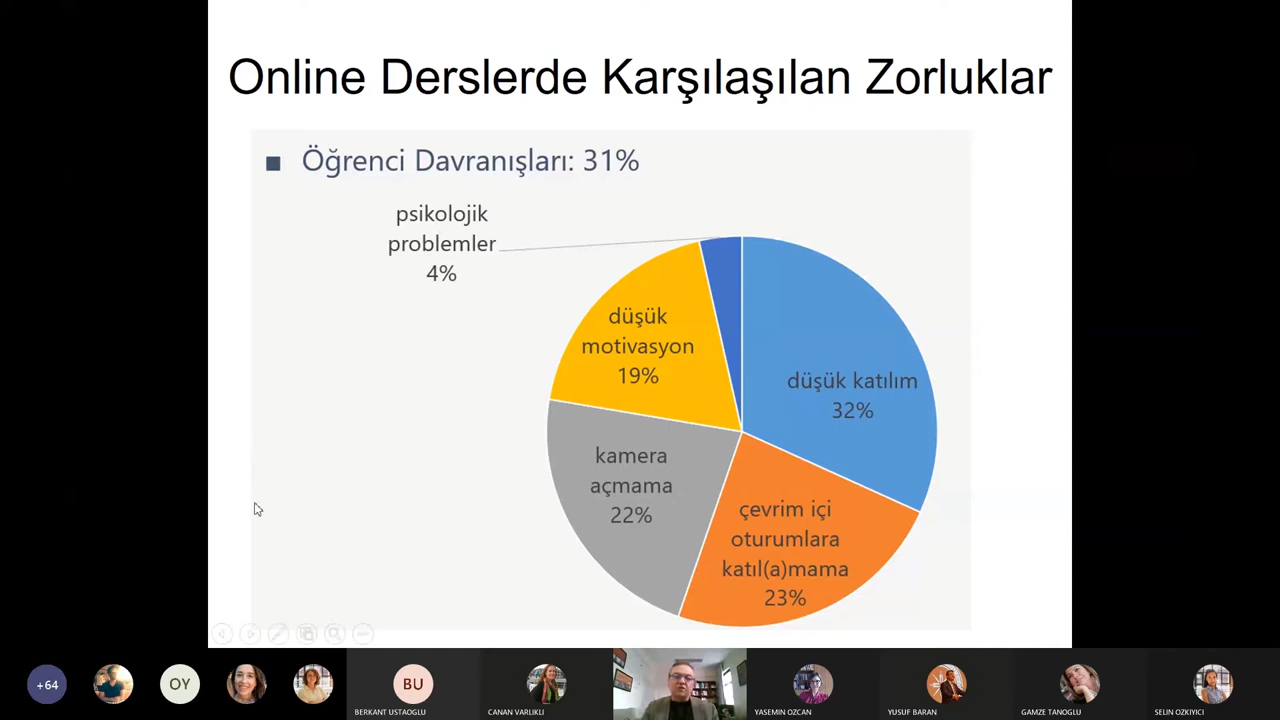 Online Derslerde Karşılaşılan Zorluklar
Öğrenci Davranışları: 31%
psikolojik
problemler
4%
düşük
motivasyon
19%
düşük katılım
32%
kamera
açmama
22%
çevrim içi
oturumlara
katıl(a)mama
23%
+64
OY
BU
BERKANT USTAOGLU
CANAN VARLIKLI
YASEMIN OZCAN
YUSUF BARAN
GAMZE TANOGLU
SELIN OZKIYICI